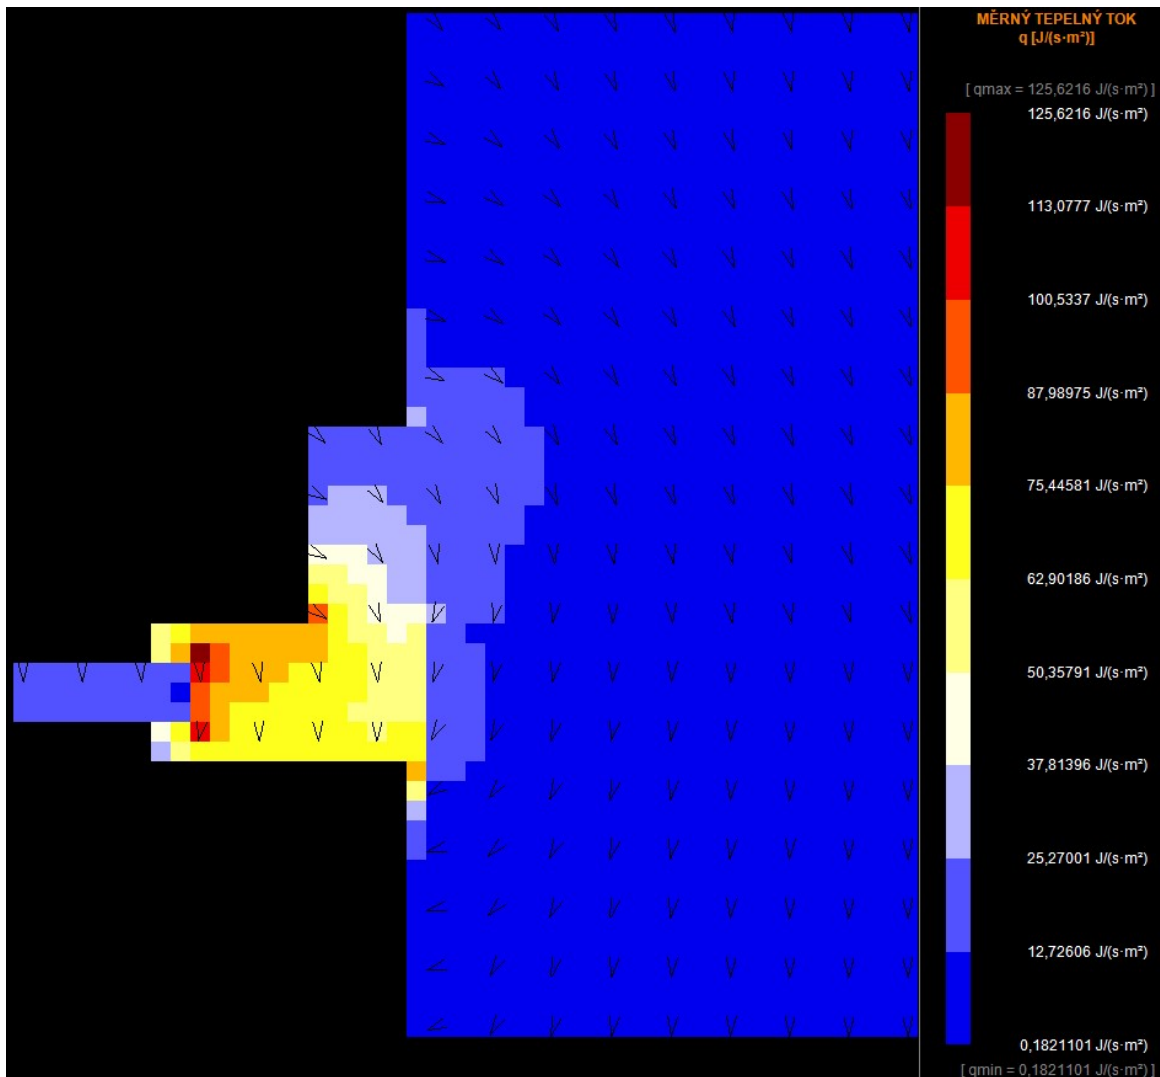 MĚRNÝ TEPELNÝ TOK
q [J/(s·m²)]
[ qmax = 125,6216 J/(s·m²) ]
125,6216 J/(s·m²)
113,0777 J/(s·m²)
100,5337 J/(s·m²)
87,98975 J/(s·m²)
75,44581 J/(s·m²)
62,90186 J/(s·m²)
50,35791 J/(s·m²)
37,81396 J/(s·m²)
25,27001 J/(s·m²)
12,72606 J/(s·m²)
0,1821101 J/(s·m²)
[ qmin = 0,1821101 J/(s·m²) ]